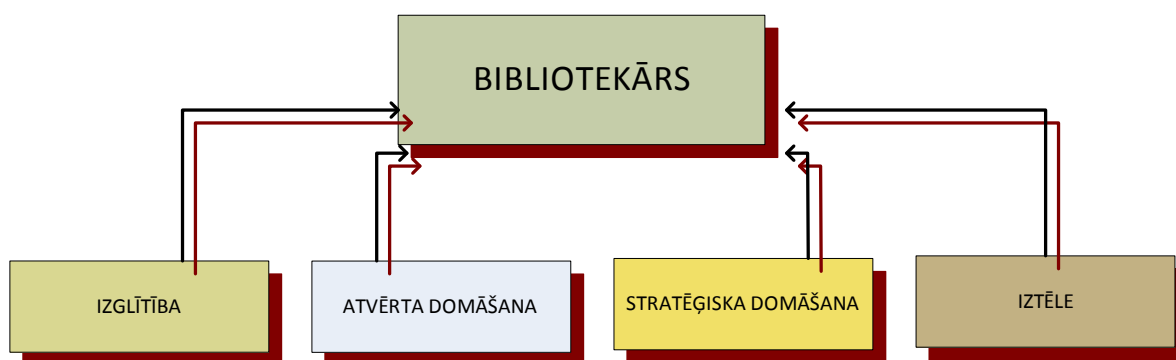 BIBLIOTEKĀRS
IZGLĪTĪBA
ATVĒRTA DOMĀŠANA
STRATĒĢISKA DOMĀŠANA
IZTĒLE